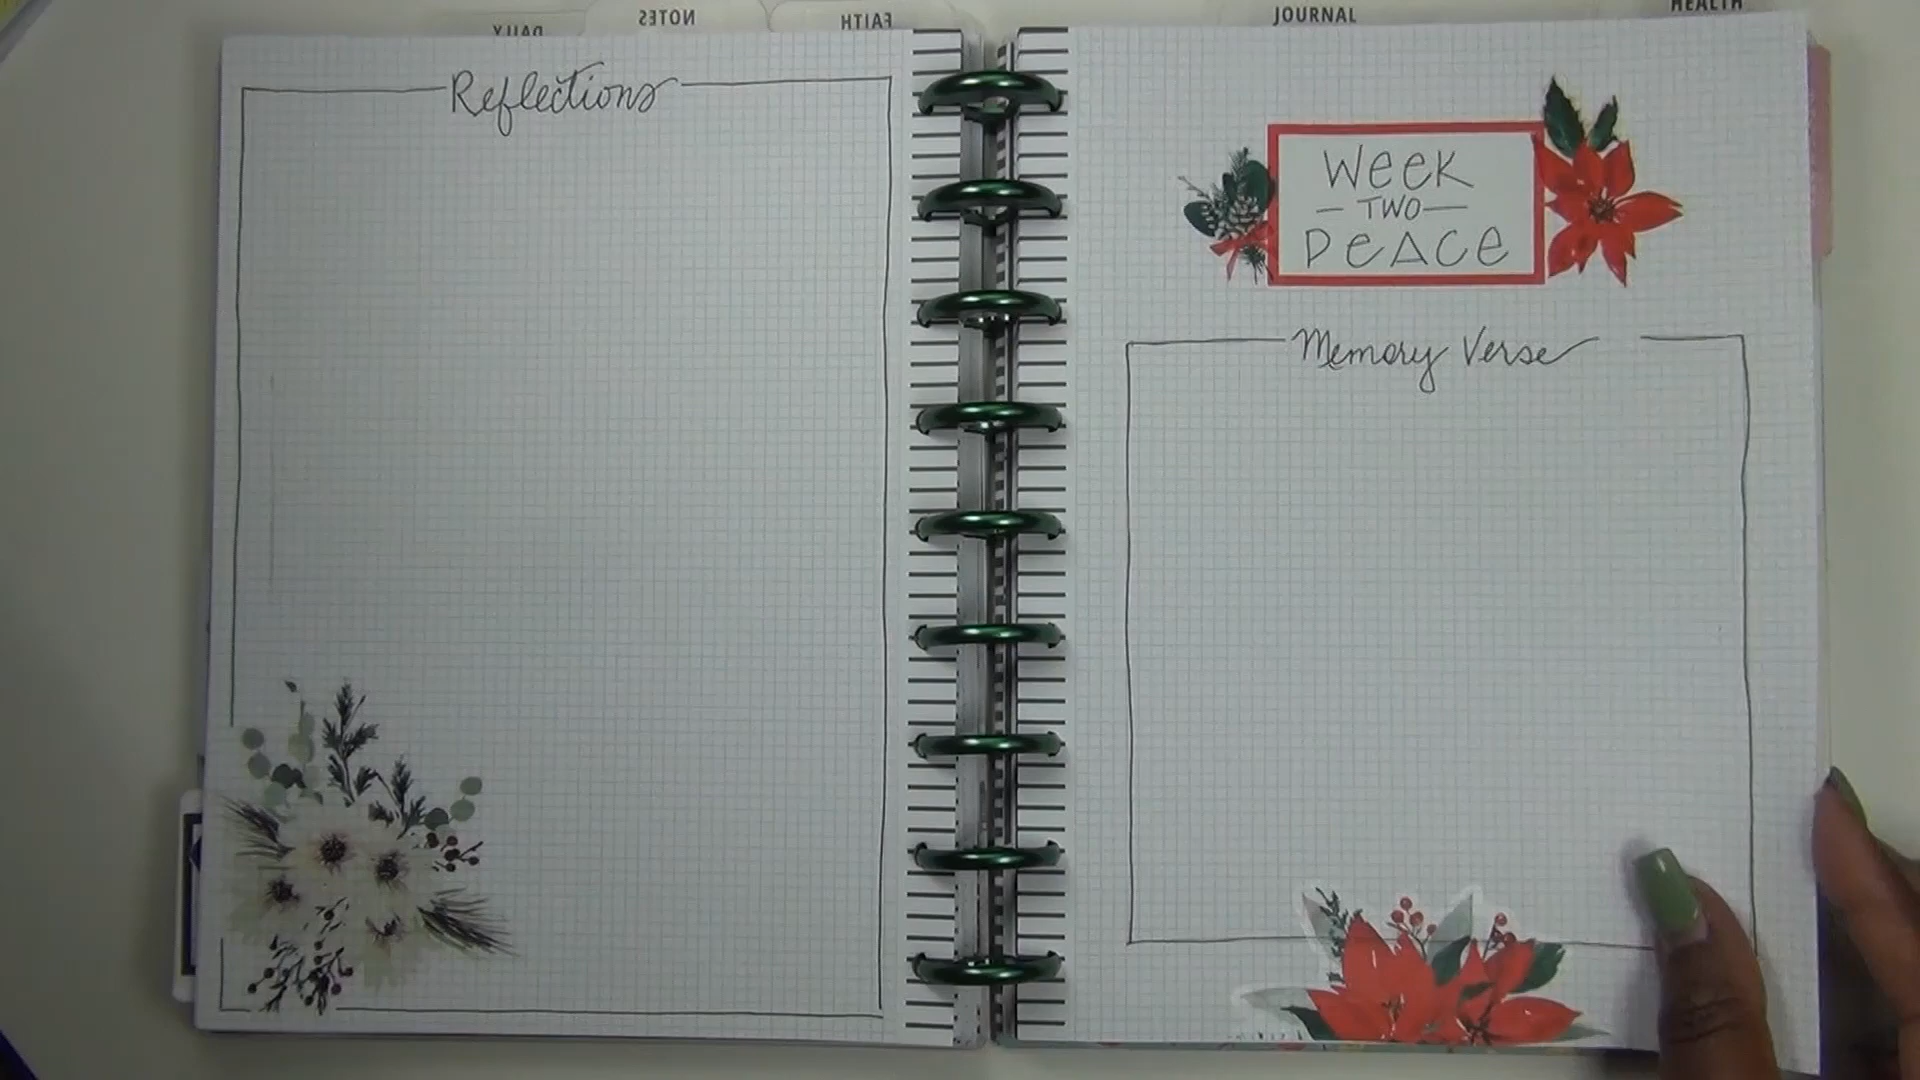 DAILY
NOTES
FAITH
JOURNAL
HEALTH
Reflections
Week
—TWO—
PeACe
Memory Verse